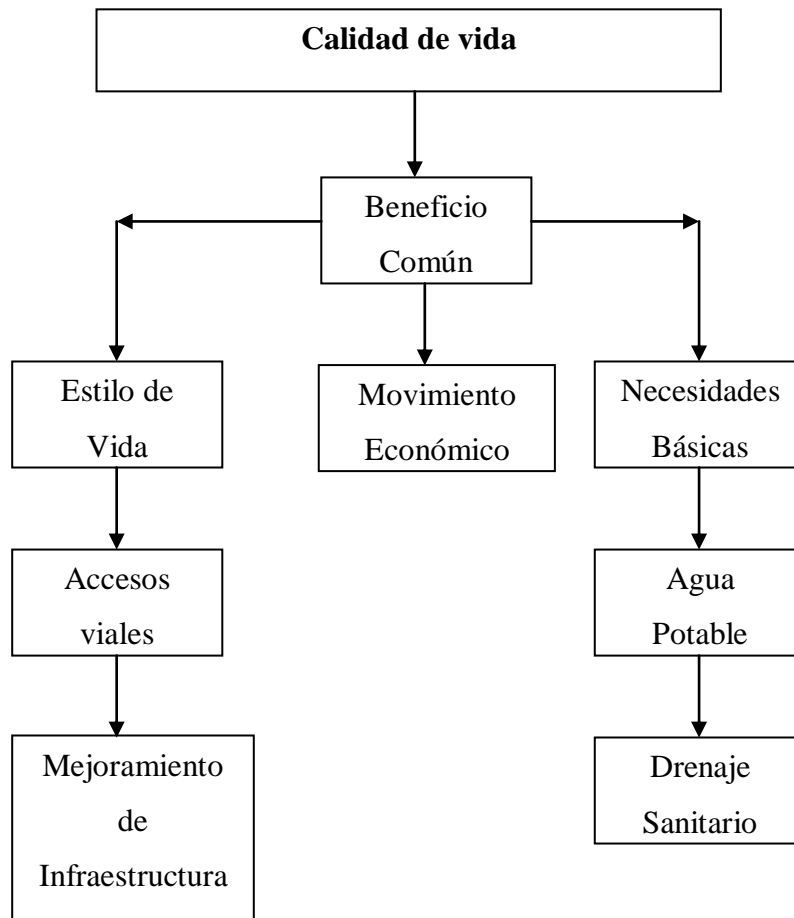 Calidad de vida
Beneficio
Común
Estilo de
Vida
Movimiento
Económico
Necesidades
Básicas
Accesos
viales
Agua
Potable
Mejoramiento
de
Infraestructura
Drenaje
Sanitario